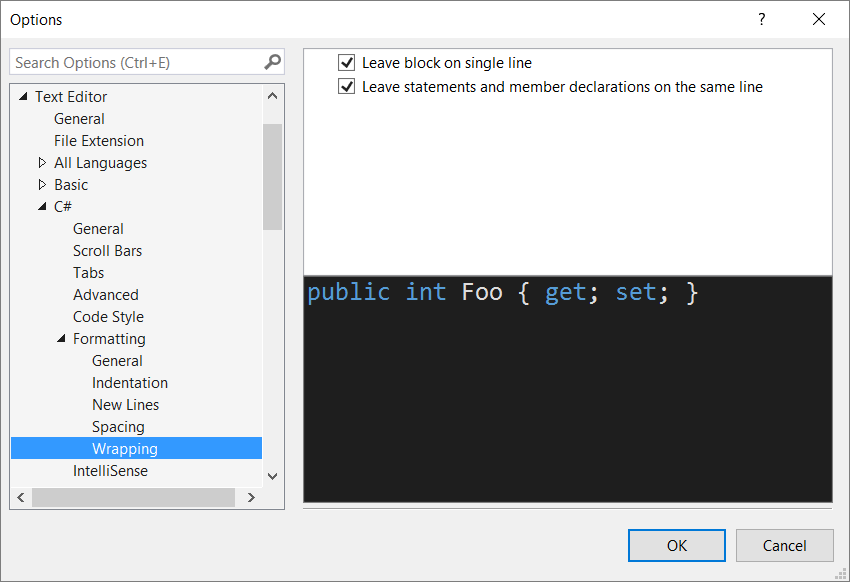 Options
?
Search Options (Ctrl+E)
Text Editor
General
File Extension
All Languages
Basic
C#
General
Scroll Bars
Tabs
Advanced
Code Style
Formatting
General
Indentation
New Lines
Spacing
Wrapping
IntelliSense
Leave block on single line
Leave statements and member declarations on the same line
public int Foo { get; set; }
OK
Cancel